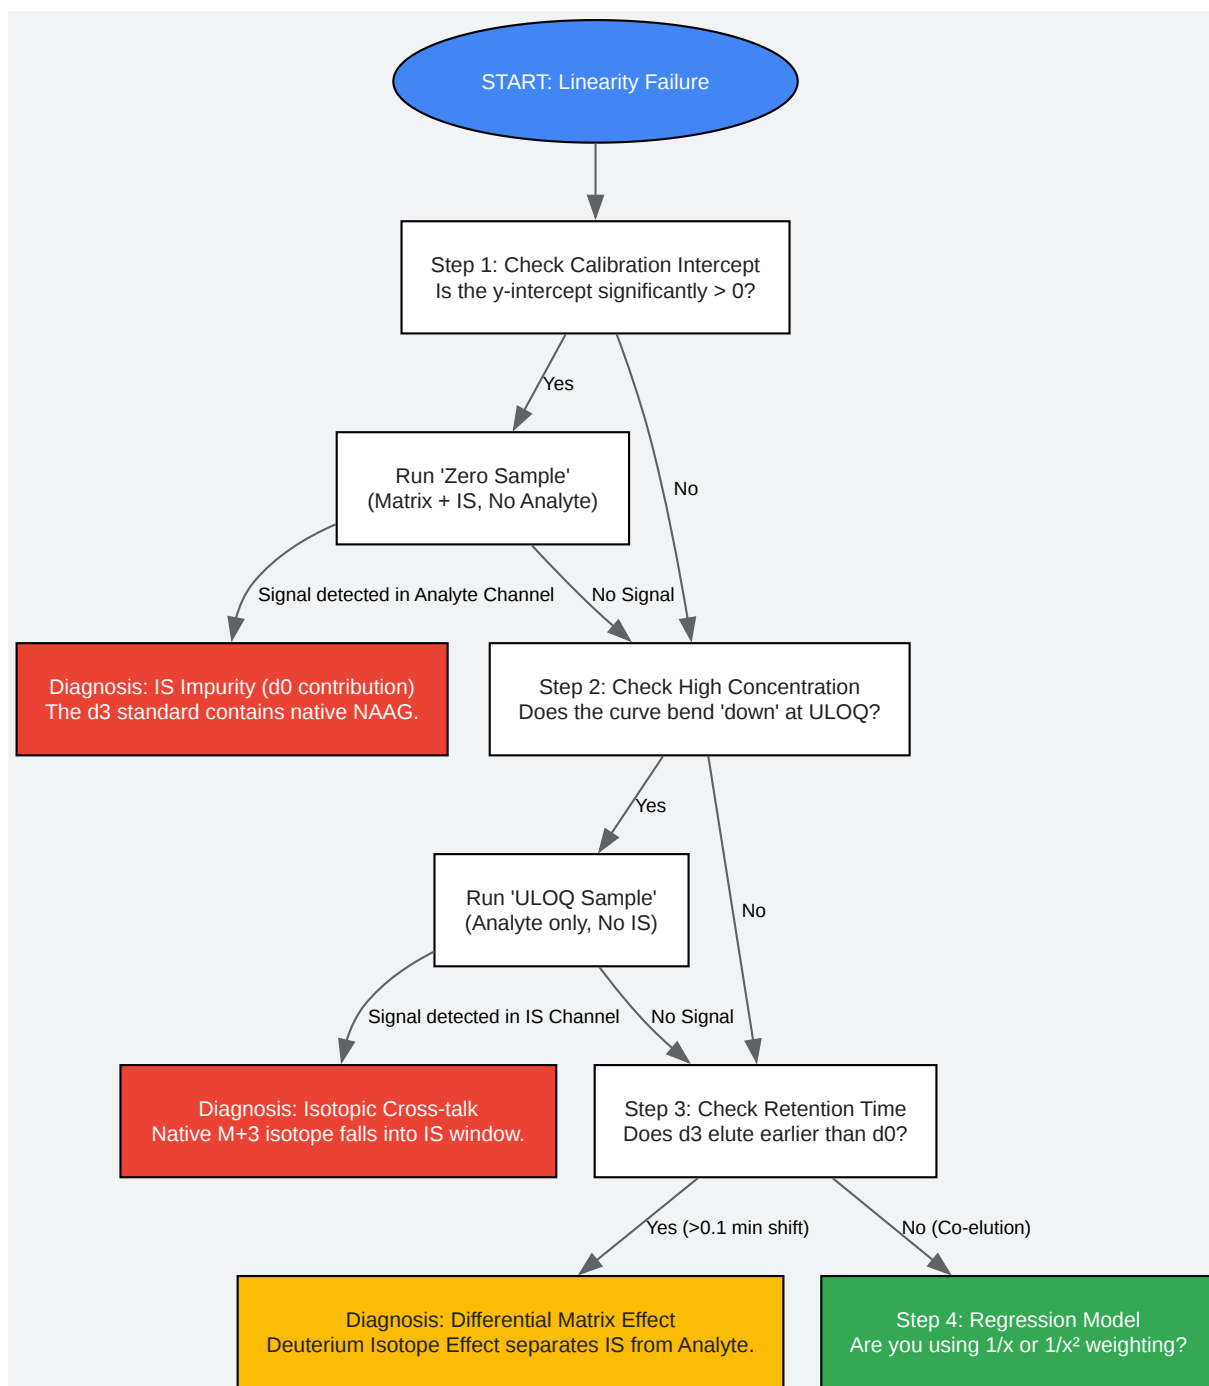 START: Linearity Failure
Step 1: Check Calibration Intercept
Is the y-intercept significantly > 0?
Yes
No
Run 'Zero Sample'
(Matrix + IS, No Analyte)
Signal detected in Analyte Channel
No Signal
Diagnosis: IS Impurity (d0 contribution)
The d3 standard contains native NAAG.
Step 2: Check High Concentration
Does the curve bend 'down' at ULOQ?
Yes
No
Run 'ULOQ Sample'
(Analyte only, No IS)
Signal detected in IS Channel
No Signal
Diagnosis: Isotopic Cross-talk
Native M+3 isotope falls into IS window.
Step 3: Check Retention Time
Does d3 elute earlier than d0?
Yes (>0.1 min shift)
No (Co-elution)
Diagnosis: Differential Matrix Effect
Deuterium Isotope Effect separates IS from Analyte.
Step 4: Regression Model
Are you using 1/x or 1/x² weighting?